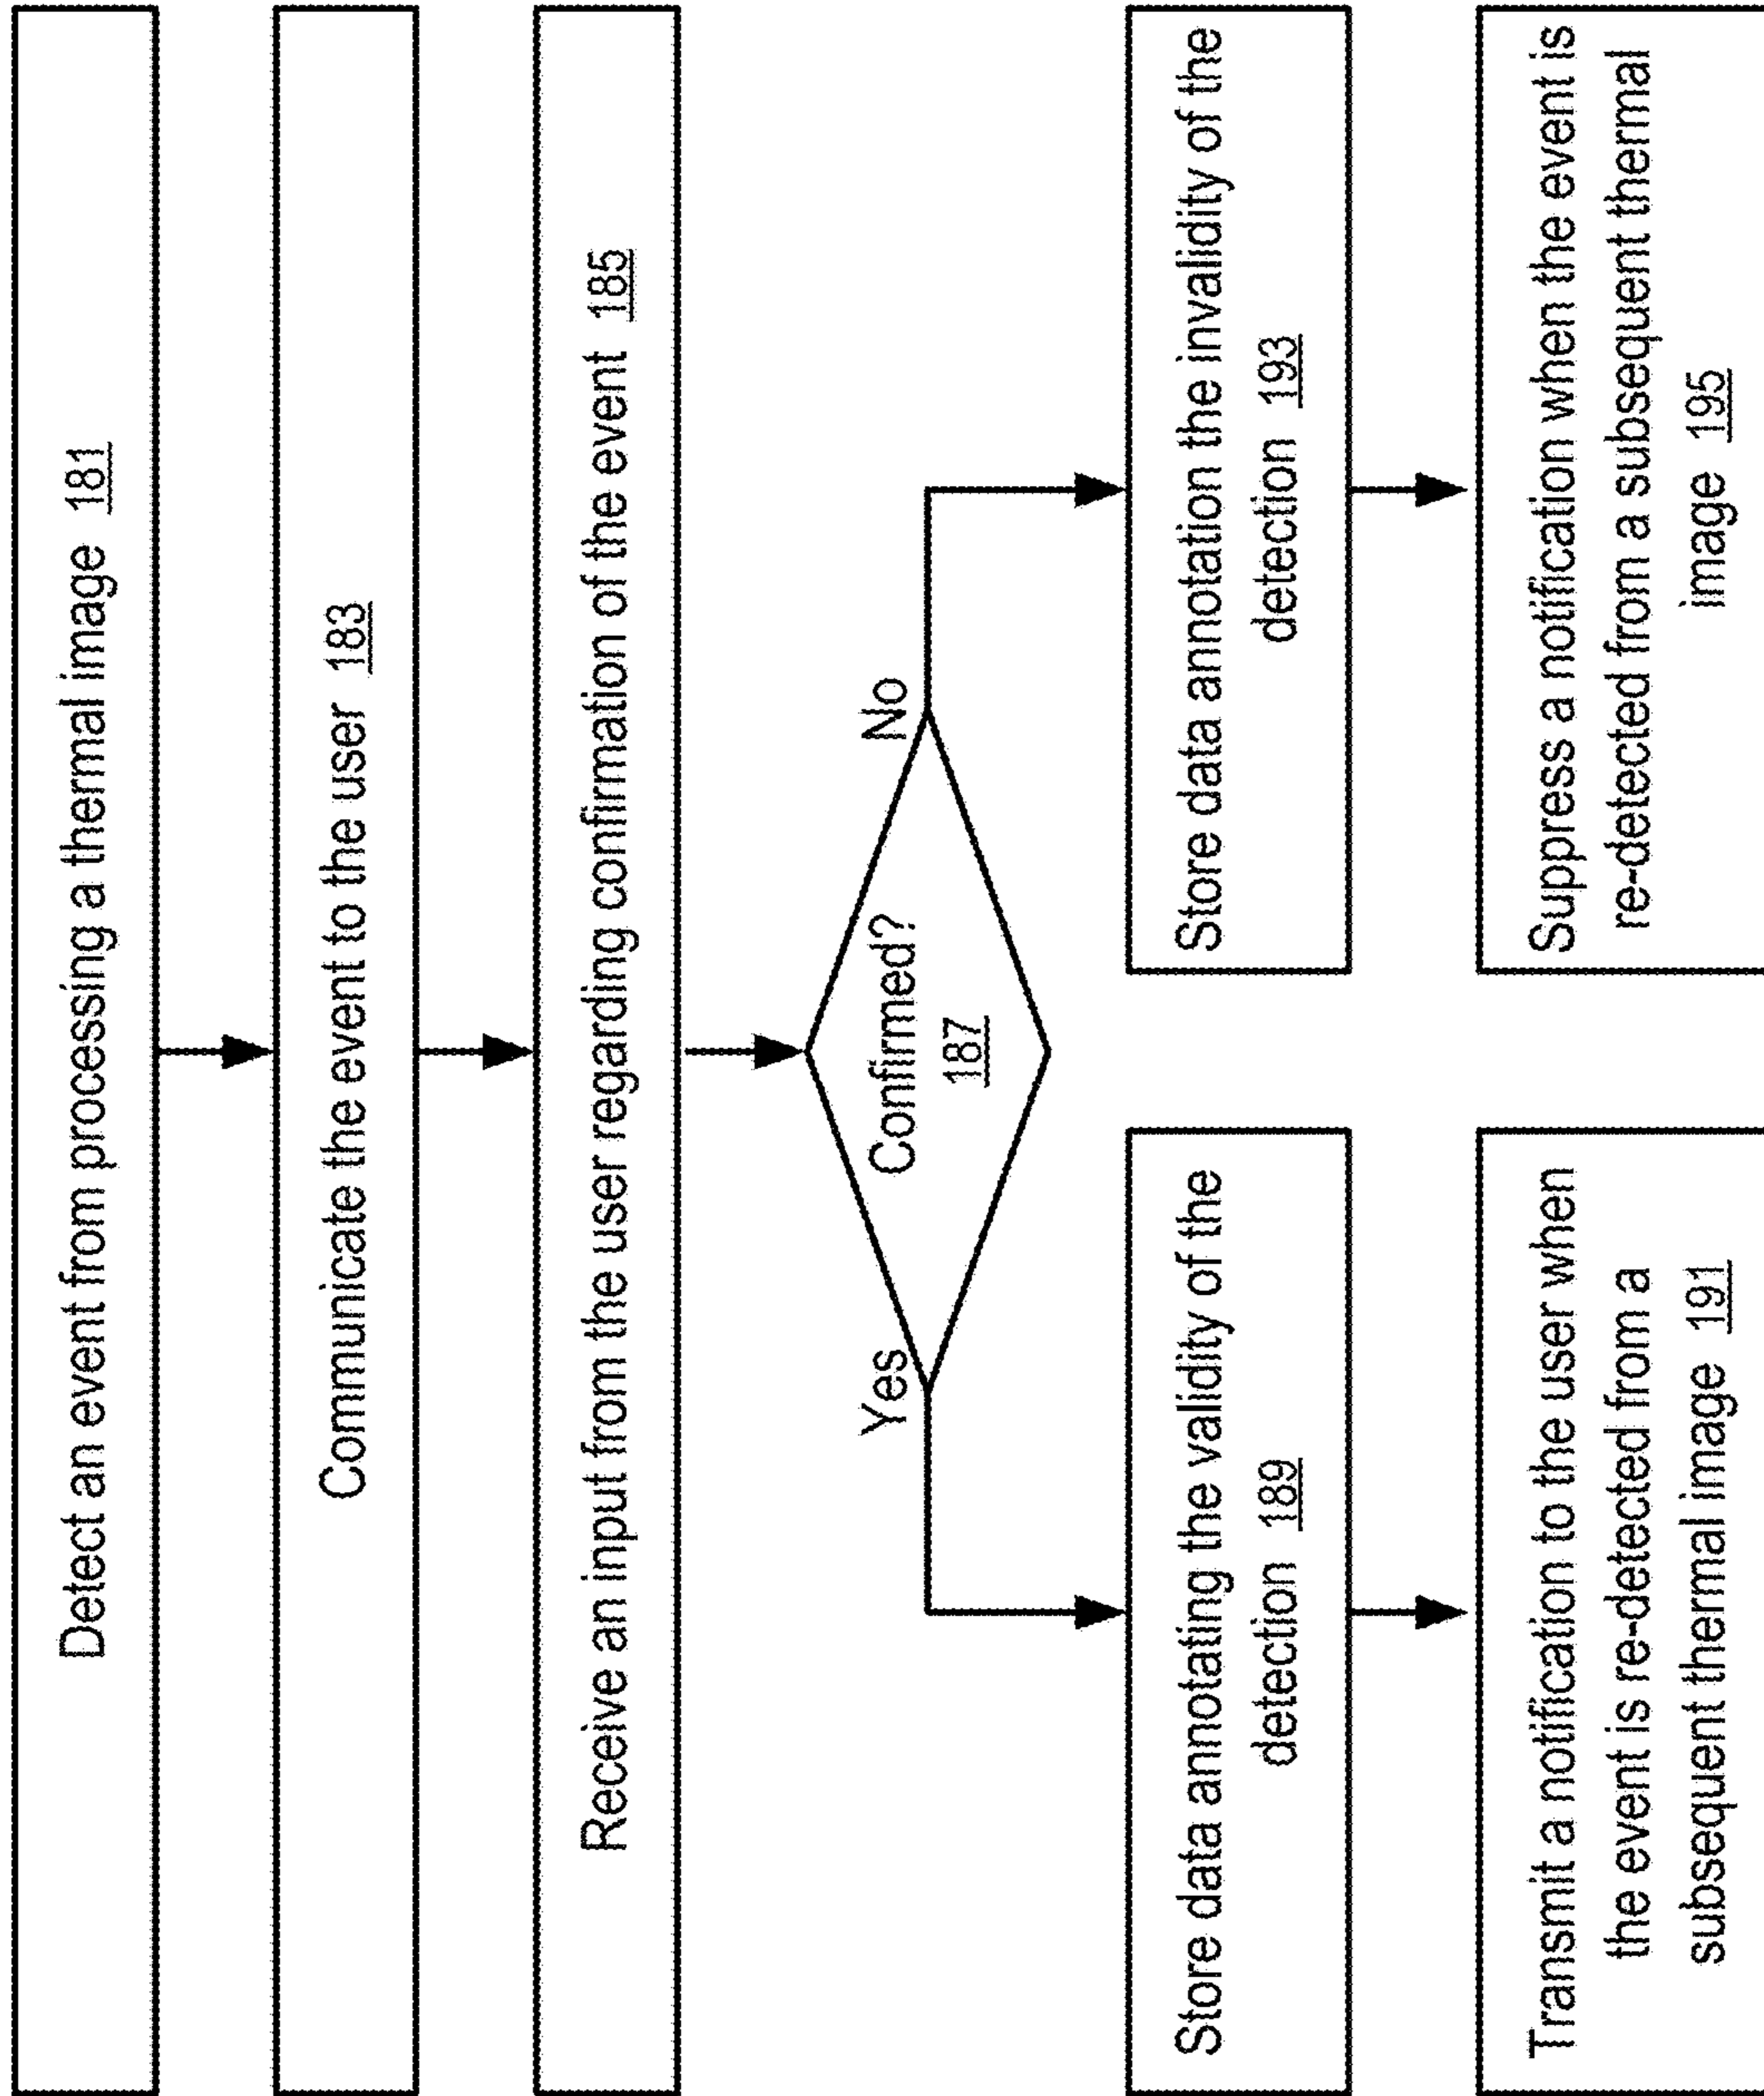 Detect an event from processing a thermal image 181
Communicate the event to the user 183
Receive an input from the user regarding confirmation of the event 185
Confirmed?
187
Yes
No
Store data annotating the validity of the
detection 189
Store data annotation the invalidity of the
detection 193
Transmit a notification to the user when
the event is re-detected from a
subsequent thermal image 191
Suppress a notification when the event is
re-detected from a subsequent thermal
image 195